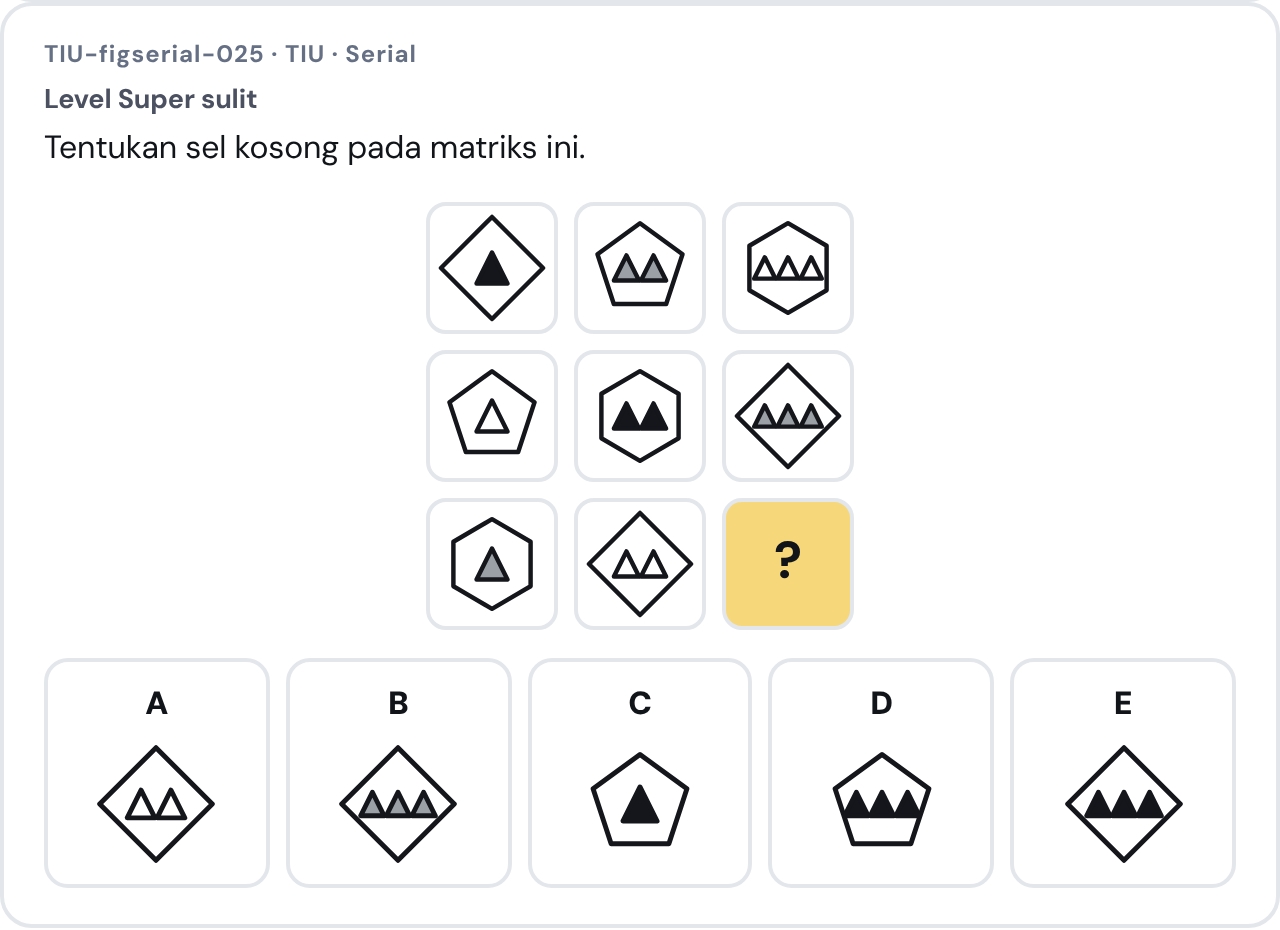 TIU-figserial-025 · TIU · Serial
Level Super sulit
Tentukan sel kosong pada matriks ini.
?
A B C D E